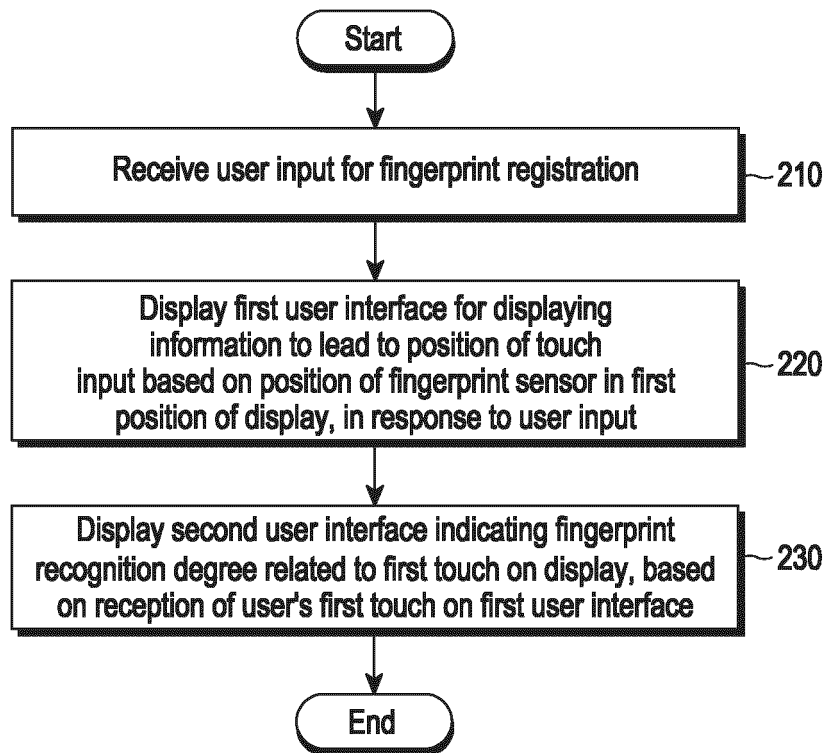 Start
Receive user input for fingerprint registration
210
Display first user interface for displaying
information to lead to position of touch
input based on position of fingerprint sensor in first
position of display, in response to user input
220
Display second user interface indicating fingerprint
recognition degree related to first touch on display, based
on reception of user's first touch on first user interface
230
End